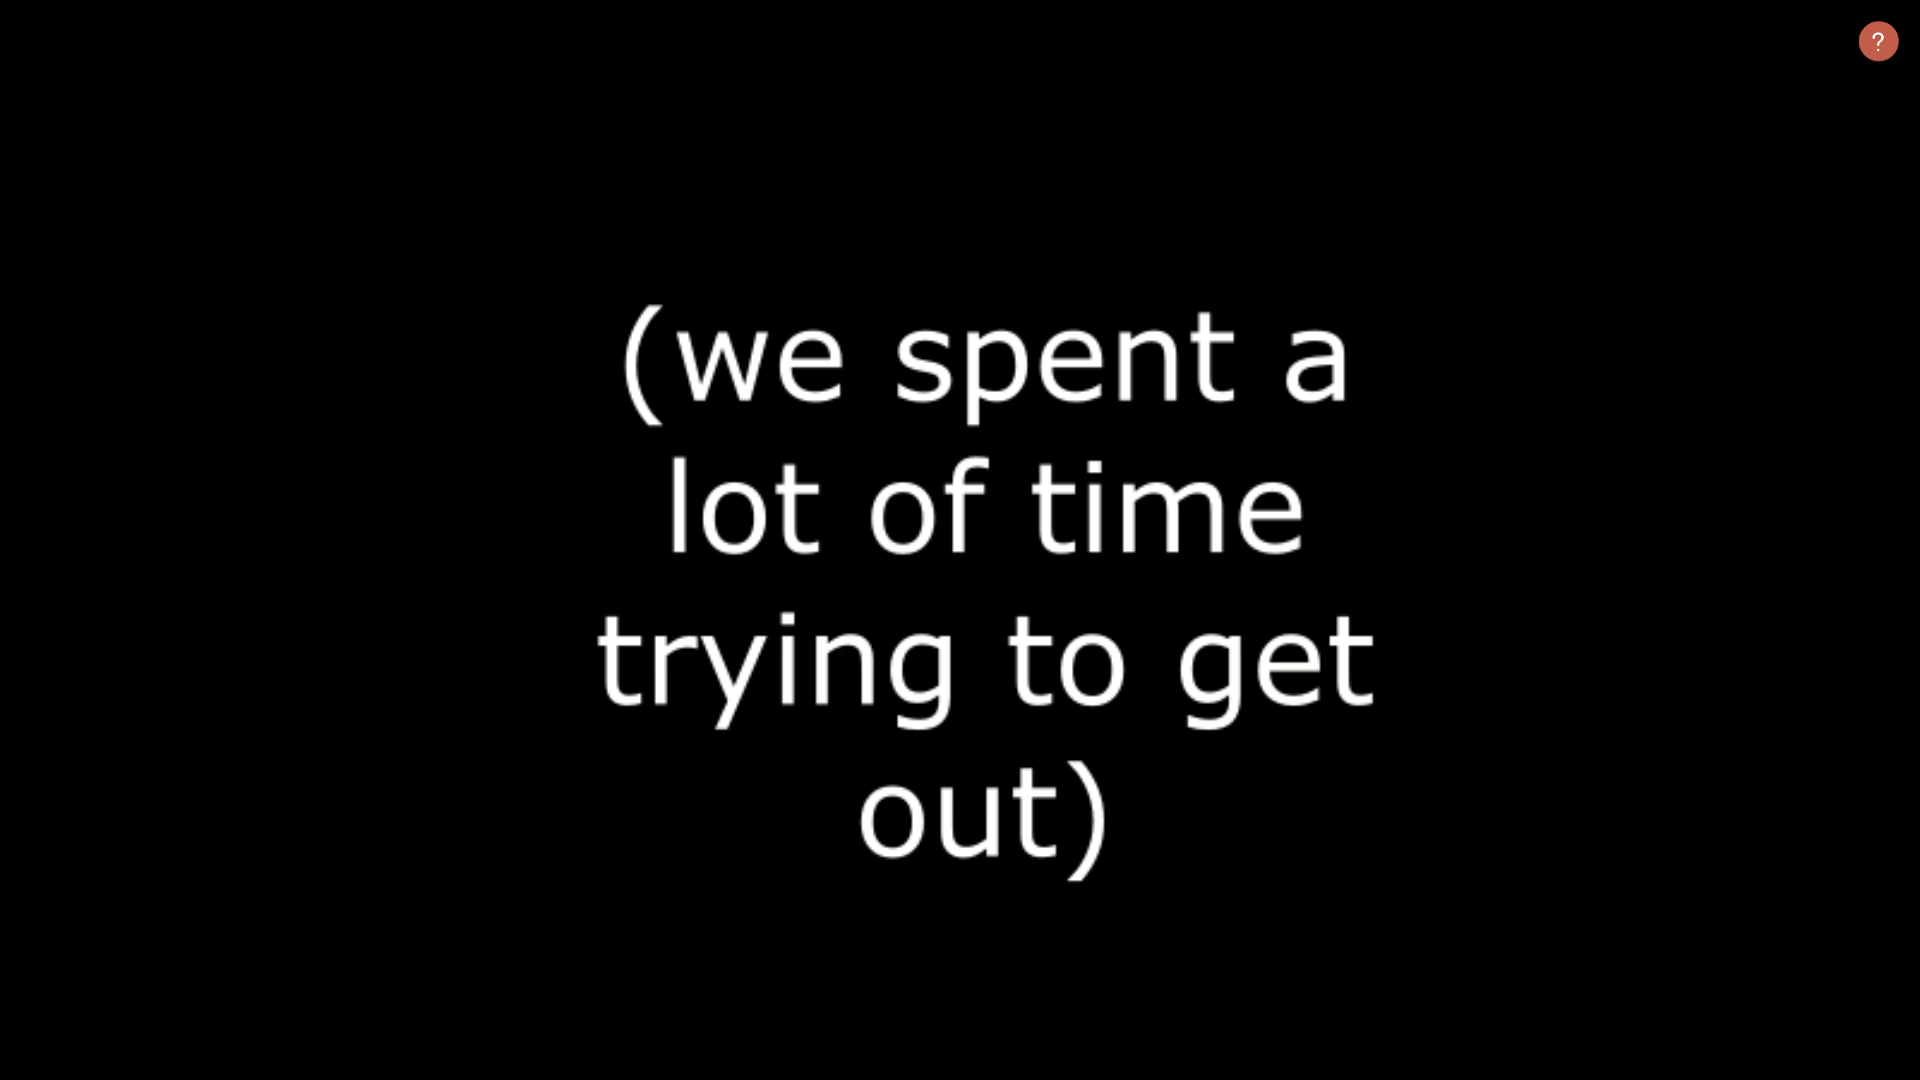 ?
(we spent a
lot of time
trying to get
out)